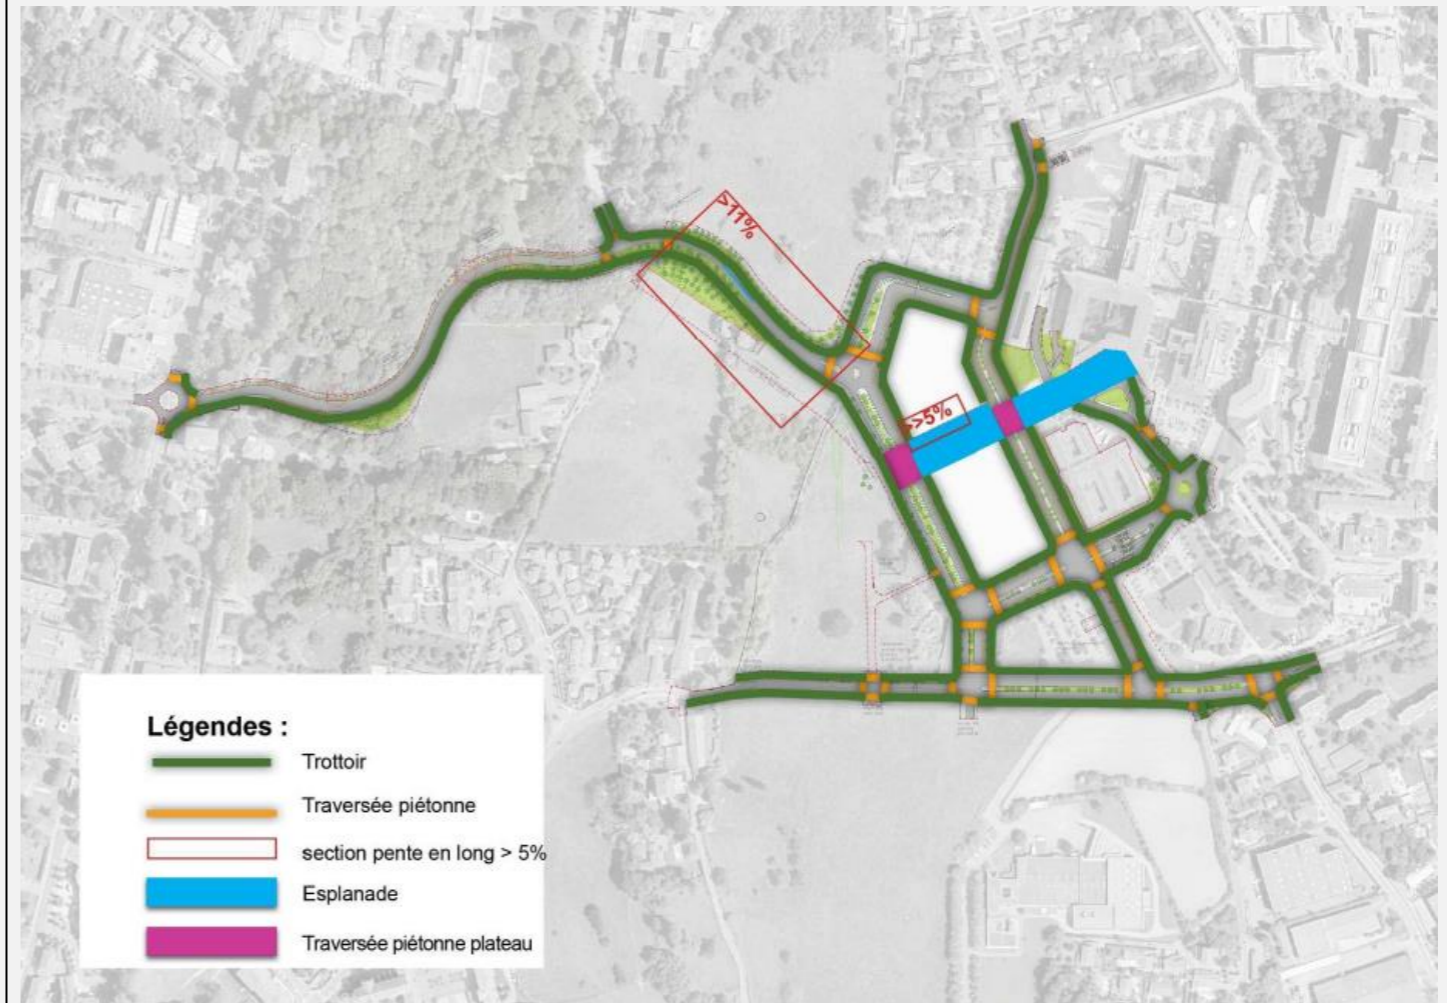 >11%
>>5%
Légendes :
Trottoir
Traversée piétonne
section pente en long > 5%
Esplanade
Traversée piétonne plateau